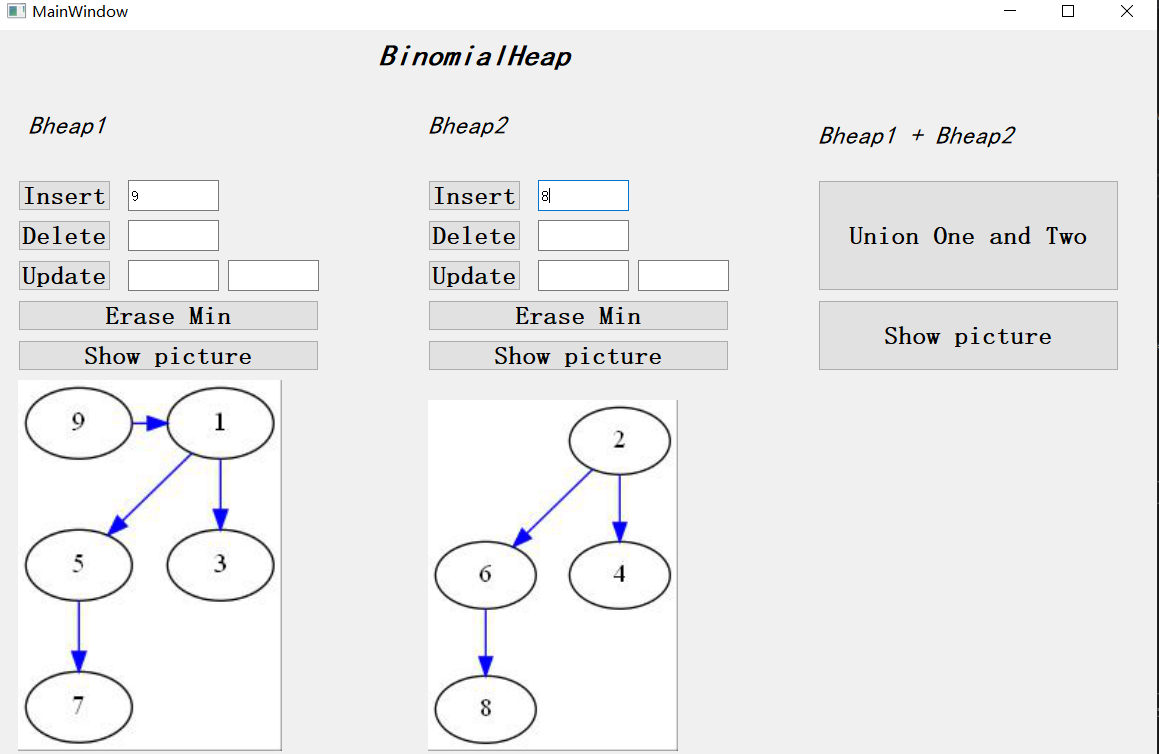 MainWindow
BinomialHeap
Bheap1
Insert 9
Delete
Update
Erase Min
Show picture
9 1
5 3
7
Bheap2
Insert 8
Delete
Update
Erase Min
Show picture
2
6 4
8
Bheap1 + Bheap2
Union One and Two
Show picture